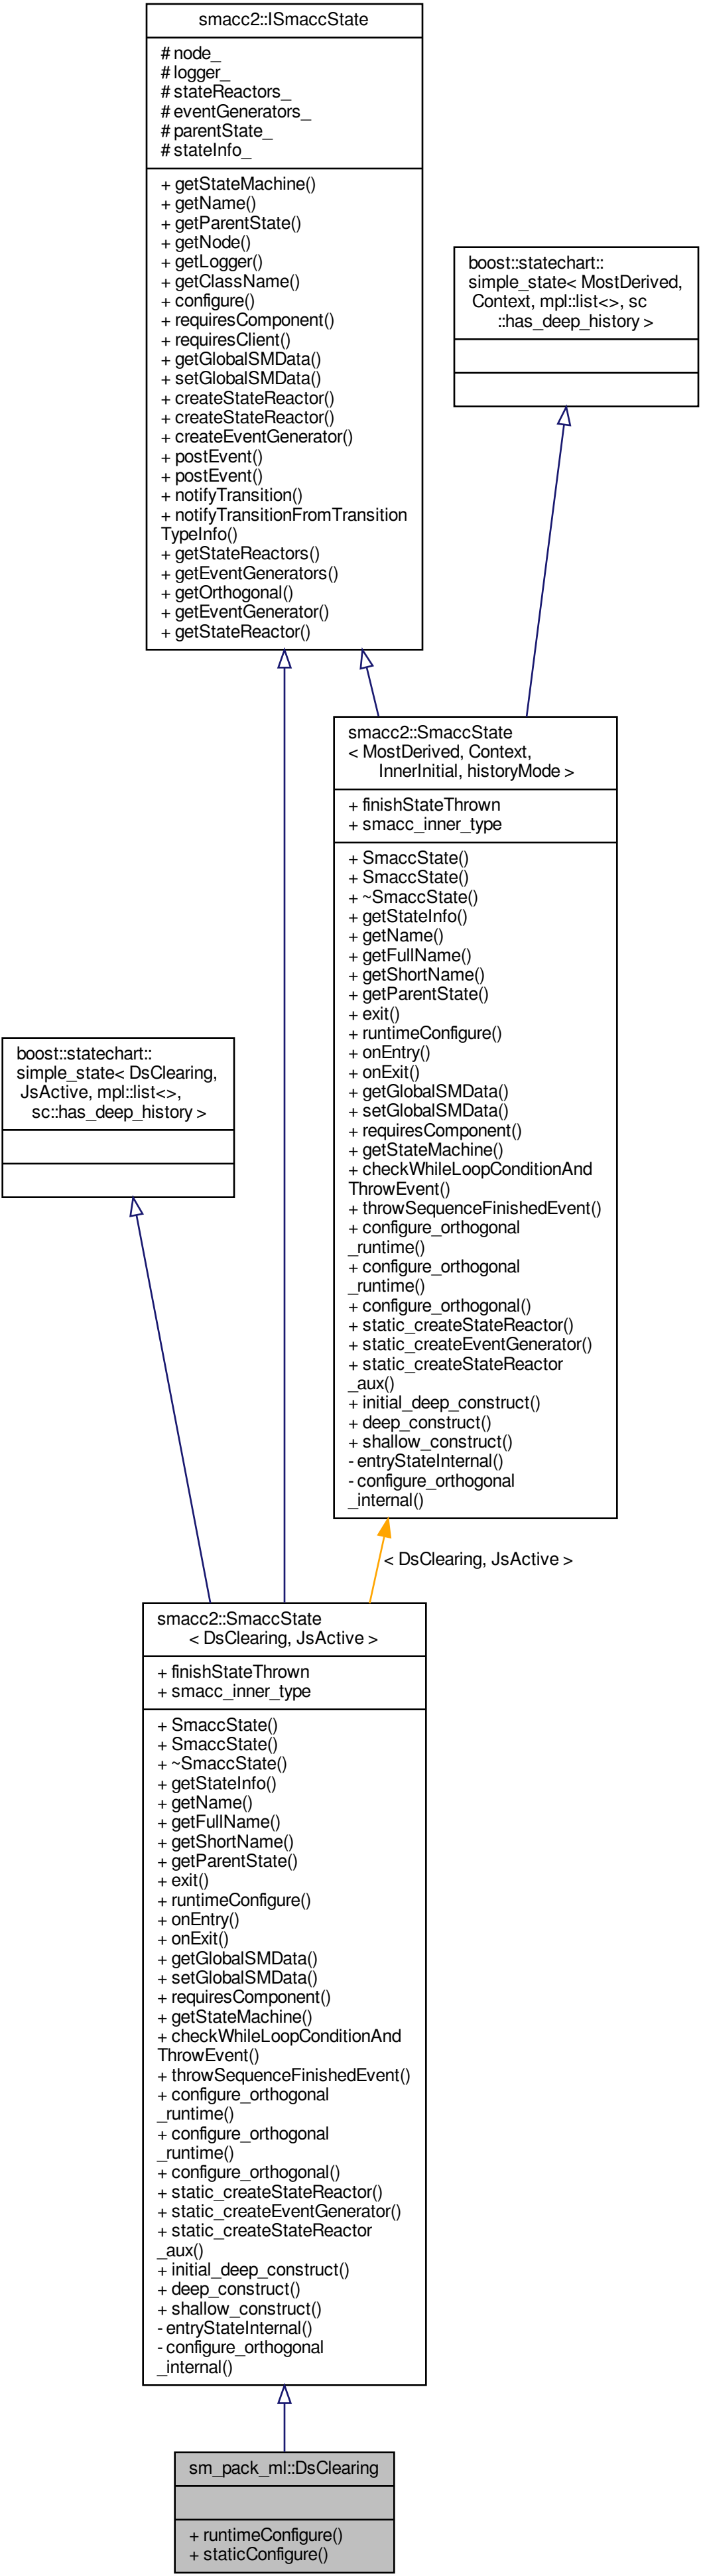 smacc2::ISmaccState
# node_
# logger_
# stateReactors_
# eventGenerators_
# parentState_
# stateInfo_
+ getStateMachine()
+ getName()
+ getParentState()
+ getNode()
+ getLogger()
+ getClassName()
+ configure()
+ requiresComponent()
+ requiresClient()
+ getGlobalSMData()
+ setGlobalSMData()
+ createStateReactor()
+ createStateReactor()
+ createEventGenerator()
+ postEvent()
+ postEvent()
+ notifyTransition()
+ notifyTransitionFromTransition
TypeInfo()
+ getStateReactors()
+ getEventGenerators()
+ getOrthogonal()
+ getEventGenerator()
+ getStateReactor()
boost::statechart::
simple_state< MostDerived,
Context, mpl::list<>, sc
::has_deep_history >
smacc2::SmaccState
< MostDerived, Context,
InnerInitial, historyMode >
+ finishStateThrown
+ smacc_inner_type
+ SmaccState()
+ SmaccState()
+ ~SmaccState()
+ getStateInfo()
+ getName()
+ getFullName()
+ getShortName()
+ getParentState()
+ exit()
+ runtimeConfigure()
+ onEntry()
+ onExit()
+ getGlobalSMData()
+ setGlobalSMData()
+ requiresComponent()
+ getStateMachine()
+ checkWhileLoopConditionAnd
ThrowEvent()
+ throwSequenceFinishedEvent()
+ configure_orthogonal
_runtime()
+ configure_orthogonal
_runtime()
+ configure_orthogonal()
+ static_createStateReactor()
+ static_createEventGenerator()
+ static_createStateReactor
_aux()
+ initial_deep_construct()
+ deep_construct()
+ shallow_construct()
- entryStateInternal()
- configure_orthogonal
_internal()
boost::statechart::
simple_state< DsClearing,
JsActive, mpl::list<>,
sc::has_deep_history >
< DsClearing, JsActive >
smacc2::SmaccState
< DsClearing, JsActive >
+ finishStateThrown
+ smacc_inner_type
+ SmaccState()
+ SmaccState()
+ ~SmaccState()
+ getStateInfo()
+ getName()
+ getFullName()
+ getShortName()
+ getParentState()
+ exit()
+ runtimeConfigure()
+ onEntry()
+ onExit()
+ getGlobalSMData()
+ setGlobalSMData()
+ requiresComponent()
+ getStateMachine()
+ checkWhileLoopConditionAnd
ThrowEvent()
+ throwSequenceFinishedEvent()
+ configure_orthogonal
_runtime()
+ configure_orthogonal
_runtime()
+ configure_orthogonal()
+ static_createStateReactor()
+ static_createEventGenerator()
+ static_createStateReactor
_aux()
+ initial_deep_construct()
+ deep_construct()
+ shallow_construct()
- entryStateInternal()
- configure_orthogonal
_internal()
sm_pack_ml::DsClearing
+ runtimeConfigure()
+ staticConfigure()